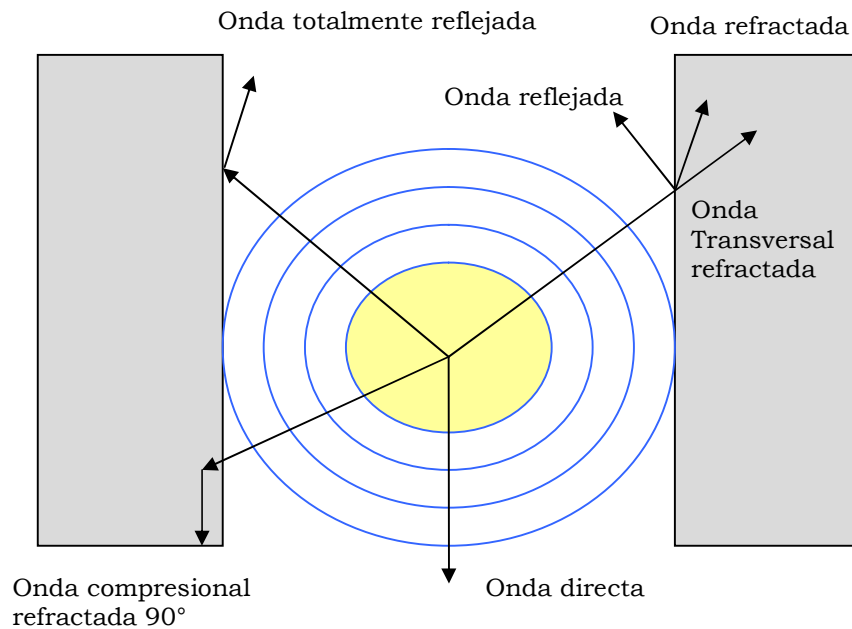 Onda totalmente reflejada
Onda refractada
Onda reflejada
Onda
Transversal
refractada
Onda compresional
refractada 90°
Onda directa